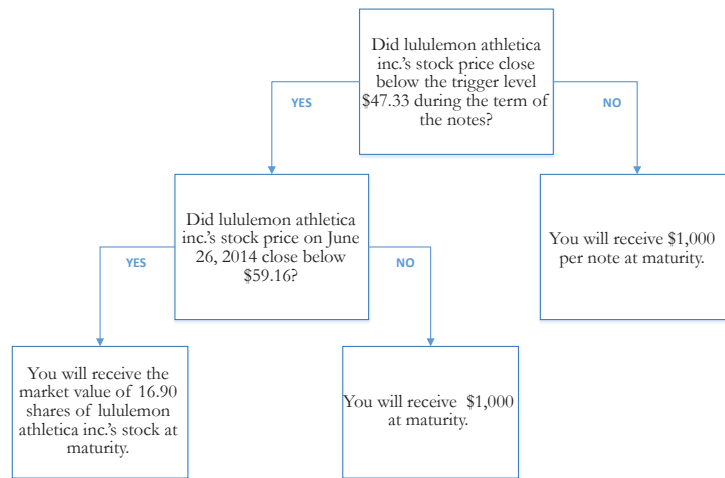 Did lululemon athletica
inc.'s stock price close
below the trigger level
$47.33 during the term of
the notes?
YES
NO
Did lululemon athletica
inc.'s stock price on June
26, 2014 close below
$59.16?
You will receive $1,000
per note at maturity.
YES
NO
You will receive the
market value of 16.90
shares of lululemon
athletica inc.'s stock at
maturity.
You will receive $1,000
at maturity.